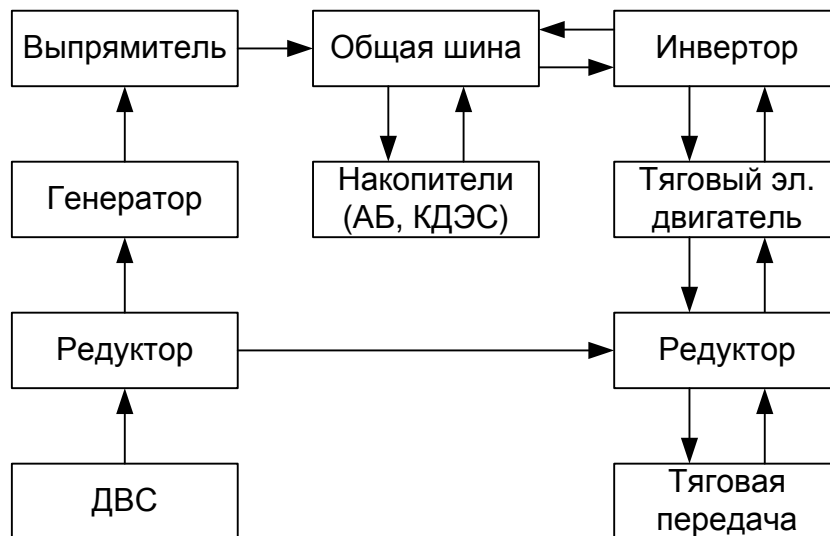 Выпрямитель
Общая шина
Инвертор
Генератор
Накопители
(АБ, КДЭС)
Тяговый эл.
двигатель
Редуктор
Редуктор
ДВС
Тяговая
передача